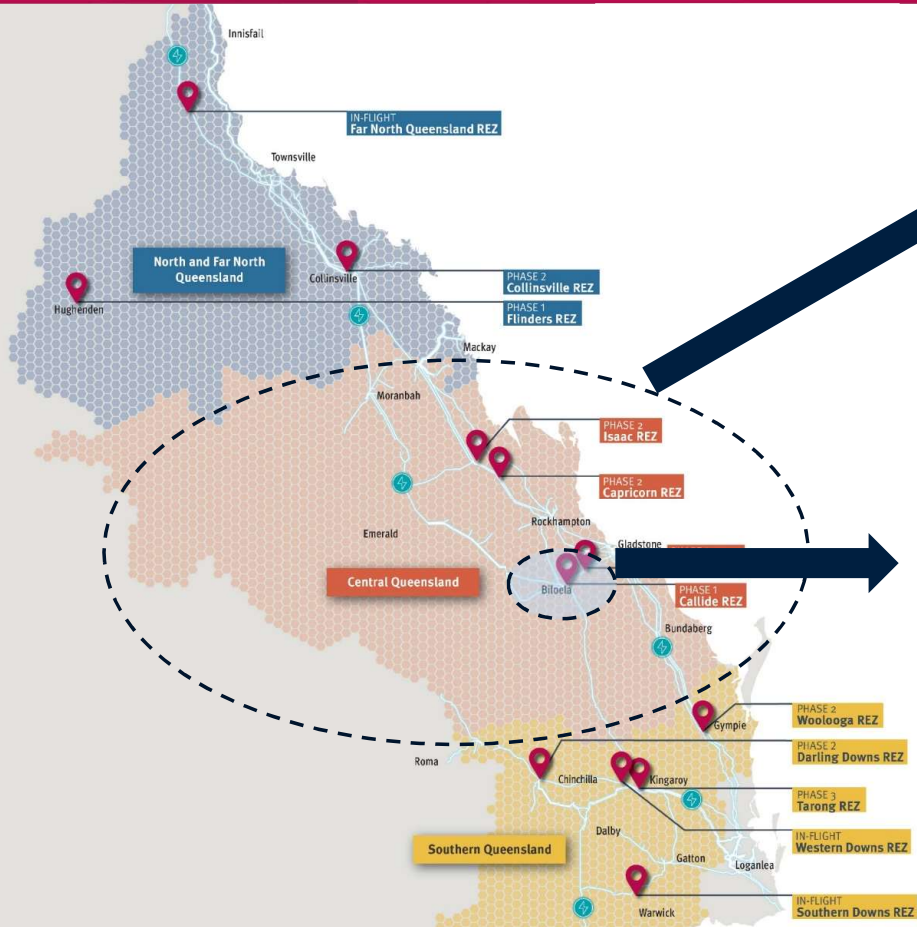 Innisfail
IN-FLIGHT
Far North Queensland REZ
Townsville
North and Far North
Queensland
Collinsville
PHASE 2
Collinsville REZ
Hughenden
PHASE 1
Flinders REZ
Mackay
Moranbah
PHASE 2
Isaac REZ
PHASE 2
Capricorn REZ
Rockhampton
Emerald
Gladstone
Central Queensland
Biloela
PHASE 1
Callide REZ
Bundaberg
PHASE 2
Woolooga REZ
Gympie
Roma
PHASE 2
Darling Downs REZ
Chinchilla
Kingaroy
PHASE 3
Tarong REZ
Dalby
IN-FLIGHT
Western Downs REZ
Southern Queensland
Gatton
Loganlea
IN-FLIGHT
Southern Downs REZ
Warwick